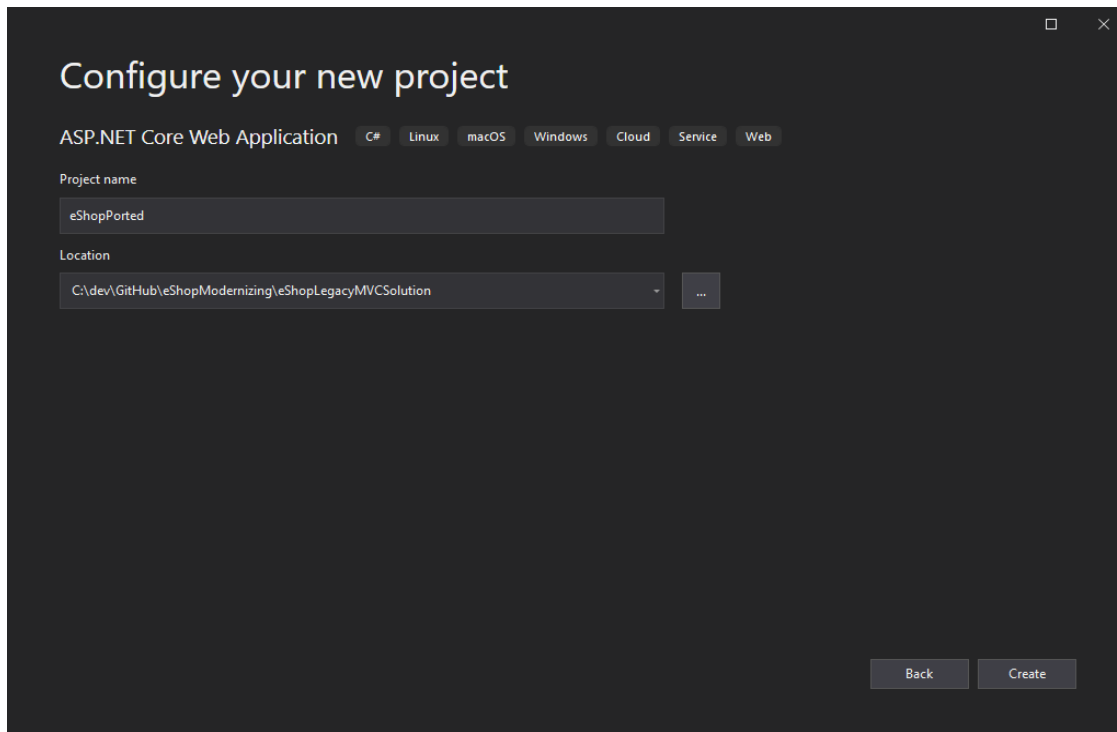 Configure your new project
ASP.NET Core Web Application C# Linux macOS Windows Cloud Service Web
Project name
eShopPorted
Location
C:\dev\GitHub\eShopModernizing\eShopLegacyMVCSolution ...
Back Create